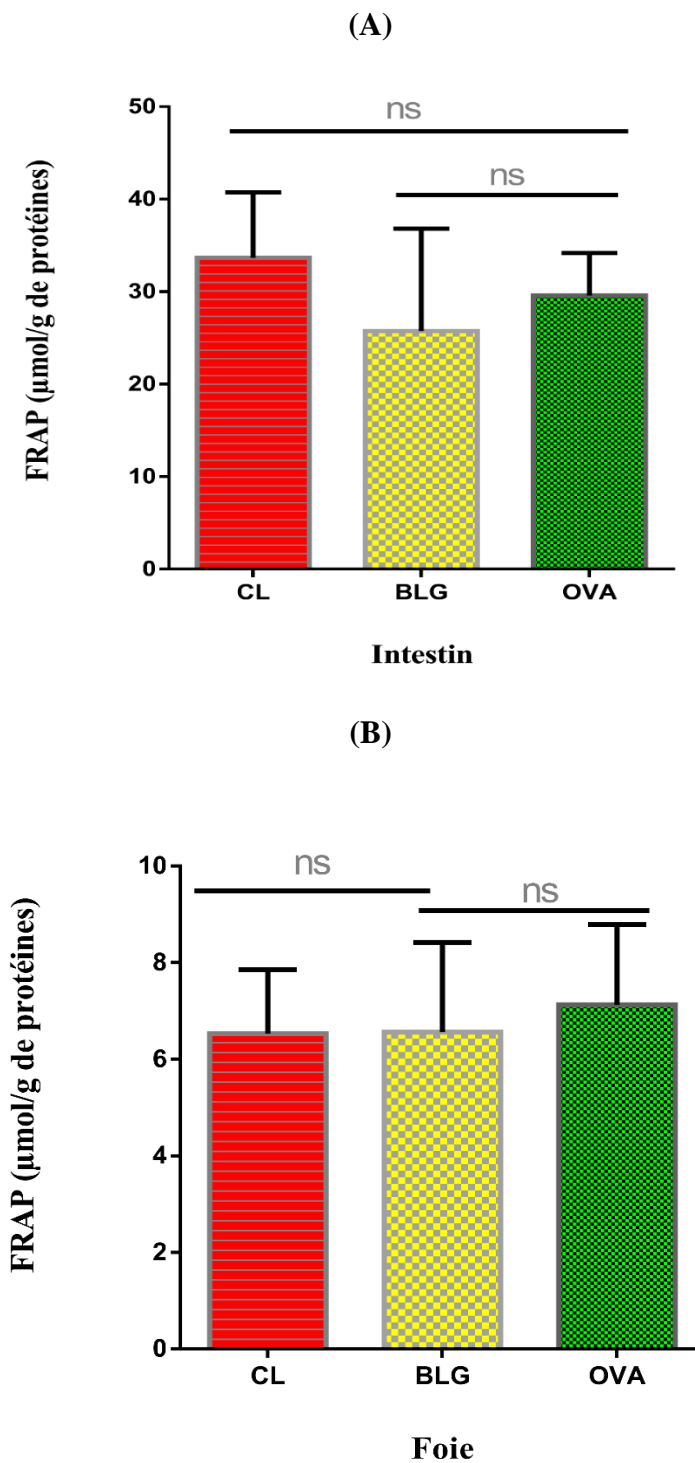 (A)
FRAP (µmol/g de protéines)
50
40
30
20
10
0
ns
ns
CL BLG OVA
Intestin
(B)
FRAP (µmol/g de protéines)
10
8
6
4
2
0
ns
ns
CL BLG OVA
Foie